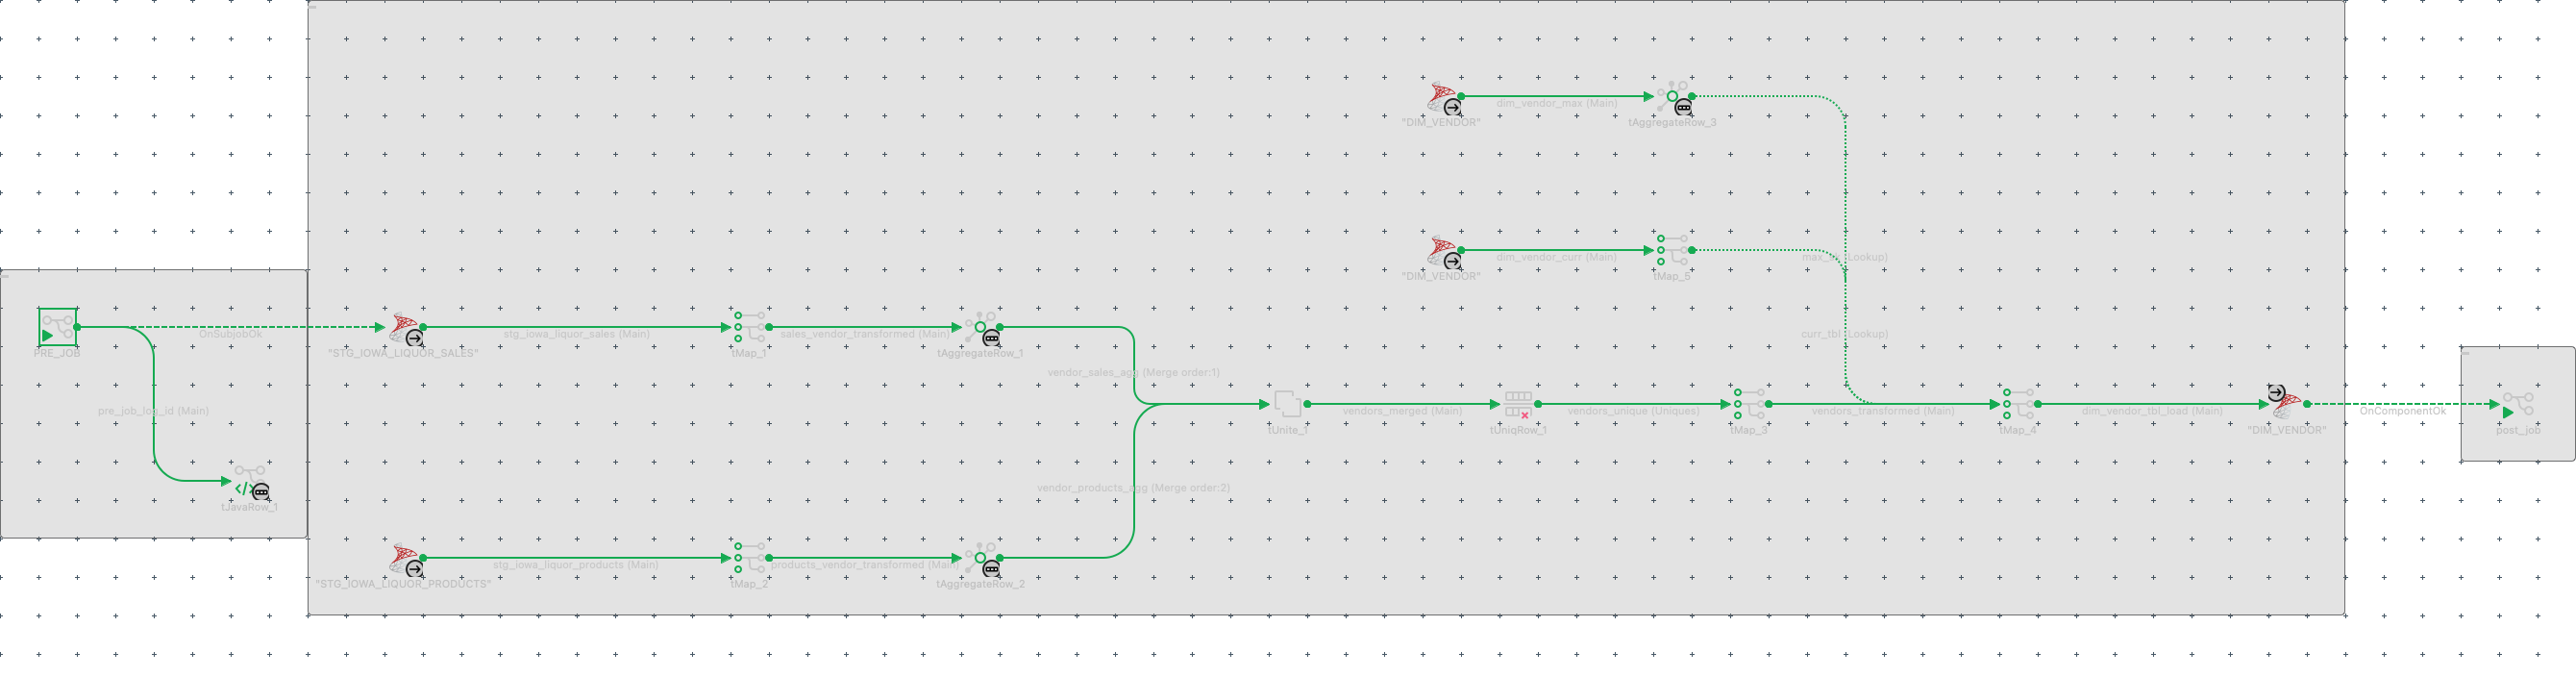 dim_vendor_max (Main)
"DIM_VENDOR"
tAggregateRow_3
dim_vendor_curr (Main)
max_sk (Lookup)
"DIM_VENDOR"
tMap_5
OnSubjobOk
stg_iowa_liquor_sales (Main)
sales_vendor_transformed (Main)
curr_tbl (Lookup)
PRE_JOB
"STG_IOWA_LIQUOR_SALES"
tMap_1
tAggregateRow_1
vendor_sales_agg (Merge order:1)
pre_job_log_id (Main)
vendors_merged (Main)
vendors_unique (Uniques)
vendors_transformed (Main)
dim_vendor_tbl_load (Main)
OnComponentOk
tUnite_1
tUniqRow_1
tMap_3
tMap_4
"DIM_VENDOR"
post_job
vendor_products_agg (Merge order:2)
tJavaRow_1
stg_iowa_liquor_products (Main)
products_vendor_transformed (Main)
"STG_IOWA_LIQUOR_PRODUCTS"
tMap_2
tAggregateRow_2